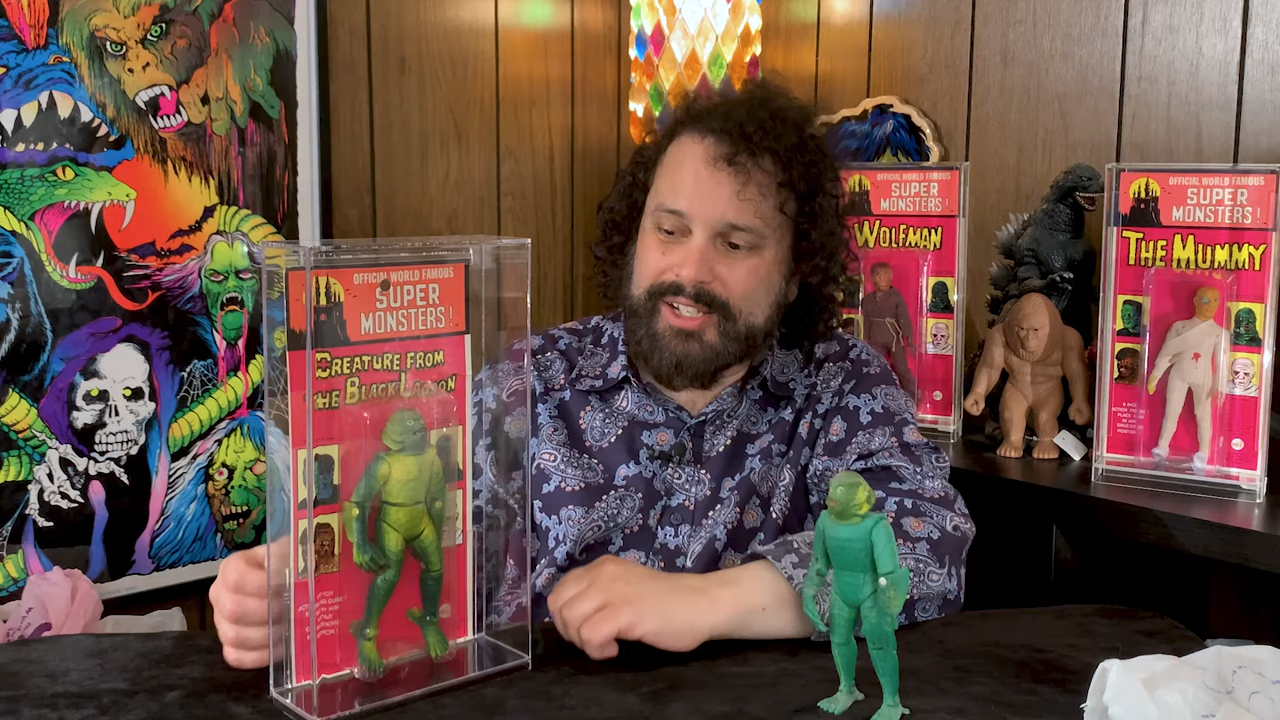 OFFICIAL WORLD FAMOUS
SUPER
MONSTERS!
CREATURE FROM
THE BLACK LAGOON
OFFICIAL WORLD FAMOUS
SUPER
MONSTERS!
WOLFMAN
OFFICIAL WORLD FAMOUS
SUPER
MONSTERS!
THE MUMMY